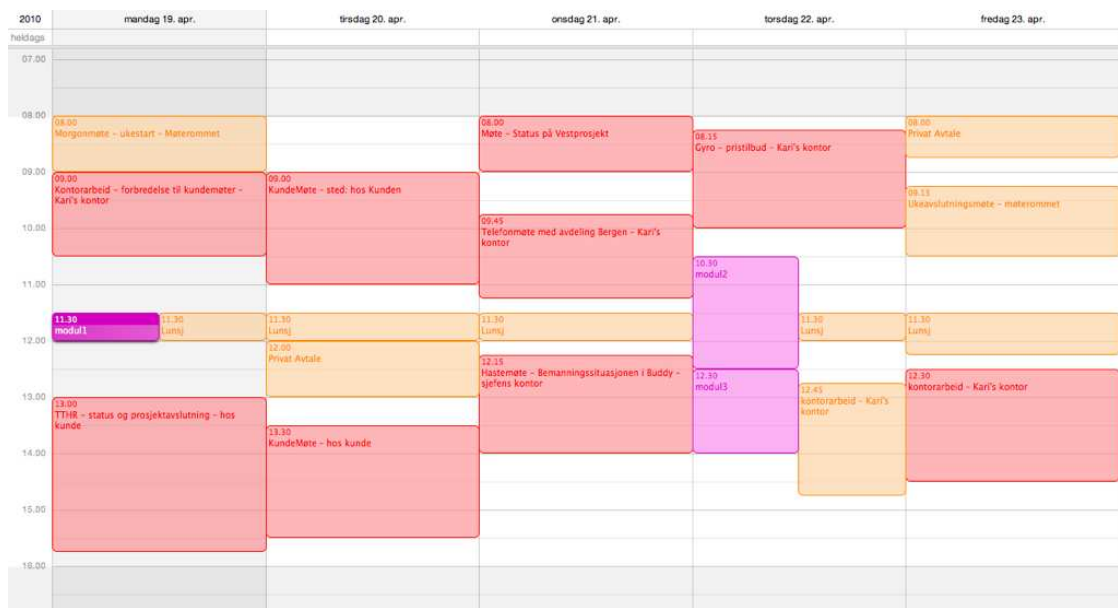 2010 mandag 19. apr. tirsdag 20. apr. onsdag 21. apr. torsdag 22. apr. fredag 23. apr.
heldags
07.00
08.00
09.00
10.00
11.00
12.00
13.00
14.00
15.00
16.00
08.00
Morgonmøte – ukestart – Møterommet
09.00
Kontorarbeid – forbredelse til kundemøter –
Kari's kontor
11.30
modul1
11.30
Lunsj
13.00
TTHR – status og prosjektavslutning – hos
kunde
09.00
KundeMøte – sted: hos Kunden
11.30
Lunsj
12.00
Privat Avtale
13.30
KundeMøte – hos kunde
08.00
Møte – Status på Vestprosjekt
09.45
Telefonmøte med avdeling Bergen – Kari's
kontor
11.30
Lunsj
12.15
Hastemøte – Bemanningssituasjonen i Buddy –
sjefens kontor
08.15
Gyro – pristilbud – Kari's kontor
10.30
modul2
11.30
Lunsj
12.30
modul3
12.45
kontorarbeid – Kari's
kontor
08.00
Privat Avtale
09.13
Ukeavslutningsmøte – møterommet
11.30
Lunsj
12.30
kontorarbeid – Kari's kontor